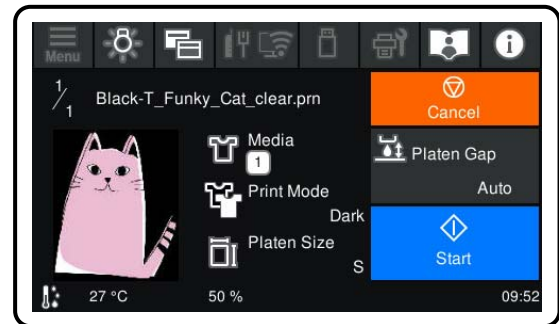 Menu
1/1 Black-T_Funky_Cat_clear.prn
Cancel
Media
1
Platen Gap
Auto
Print Mode
Dark
Platen Size
S
Start
27 °C 50 % 09:52